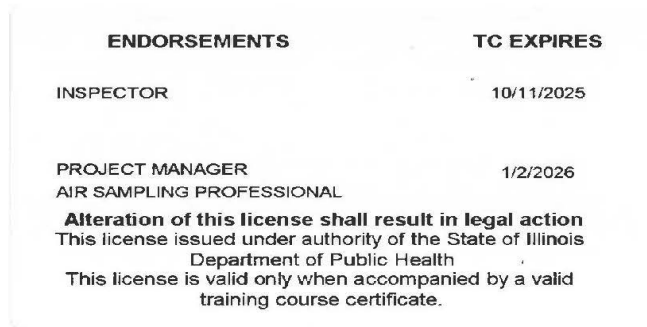 ENDORSEMENTS TC EXPIRES
INSPECTOR 10/11/2025
PROJECT MANAGER 1/2/2026
AIR SAMPLING PROFESSIONAL
Alteration of this license shall result in legal action
This license issued under authority of the State of Illinois
Department of Public Health
This license is valid only when accompanied by a valid
training course certificate.